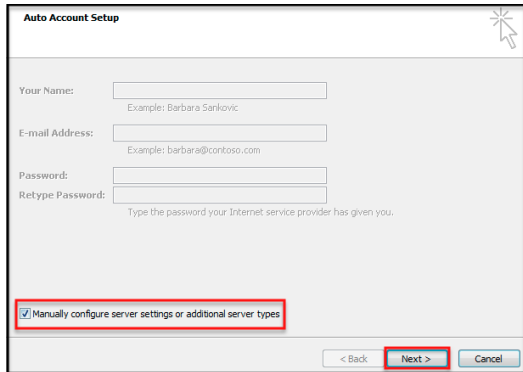 Auto Account Setup
Your Name:
Example: Barbara Sankovic
E-mail Address:
Example: barbara@contoso.com
Password:
Retype Password:
Type the password your Internet service provider has given you.
Manually configure server settings or additional server types
< Back Next > Cancel